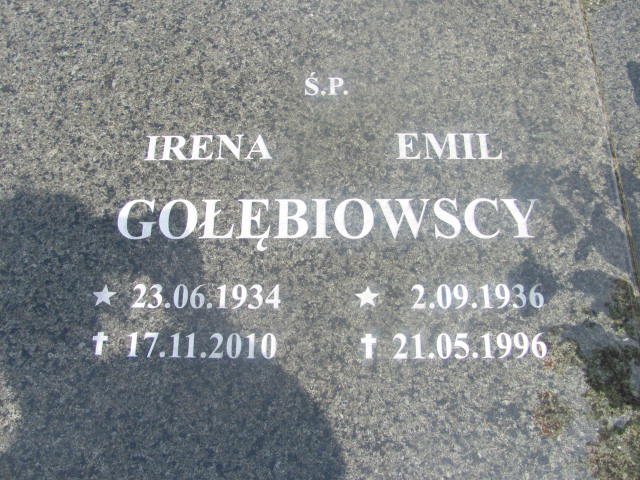 Ś.P.
IRENA EMIL
GOŁĘBIOWSCY
★ 23.06.1934 ★ 2.09.1936
✝ 17.11.2010 ✝ 21.05.1996